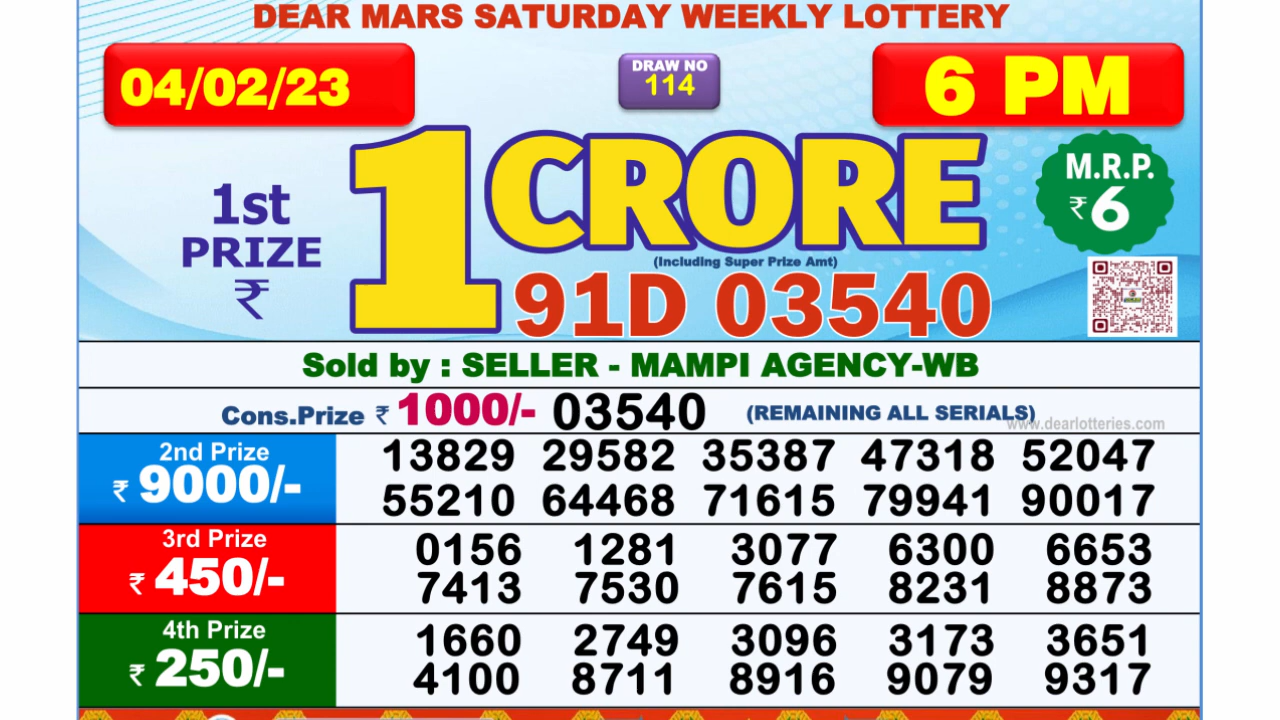 DEAR MARS SATURDAY WEEKLY LOTTERY
04/02/23
DRAW NO
114
6 PM
1st
PRIZE
₹
1 CRORE
(Including Super Prize Amt)
91D 03540
M.R.P.
₹6
Sold by : SELLER - MAMPI AGENCY-WB
Cons.Prize ₹ 1000/- 03540 (REMAINING ALL SERIALS)
www.dearlotteries.com
2nd Prize
₹ 9000/-
13829 29582 35387 47318 52047
55210 64468 71615 79941 90017
3rd Prize
₹ 450/-
0156 1281 3077 6300 6653
7413 7530 7615 8231 8873
4th Prize
₹ 250/-
1660 2749 3096 3173 3651
4100 8711 8916 9079 9317